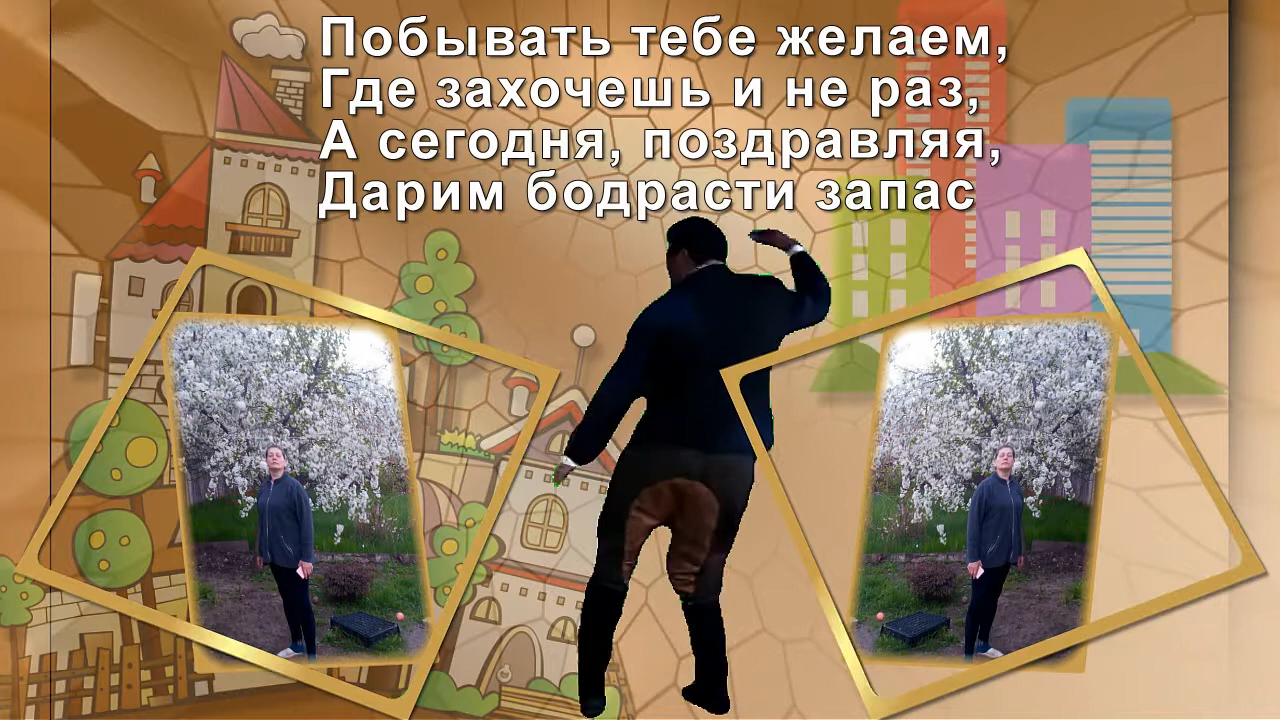 Побывать тебе желаем,
Где захочешь и не раз,
А сегодня, поздравляя,
Дарим бодрасти запас